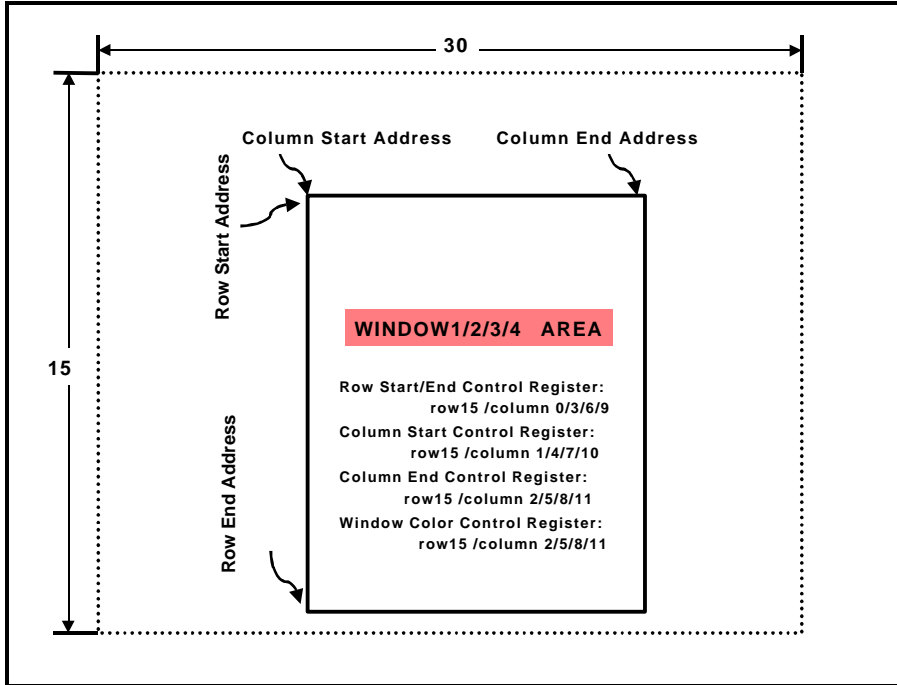 30
Column Start Address
Column End Address
Row Start Address
WINDOW1/2/3/4 AREA
15
Row Start/End Control Register:
row15 /column 0/3/6/9
Column Start Control Register:
row15 /column 1/4/7/10
Column End Control Register:
row15 /column 2/5/8/11
Window Color Control Register:
row15 /column 2/5/8/11
Row End Address